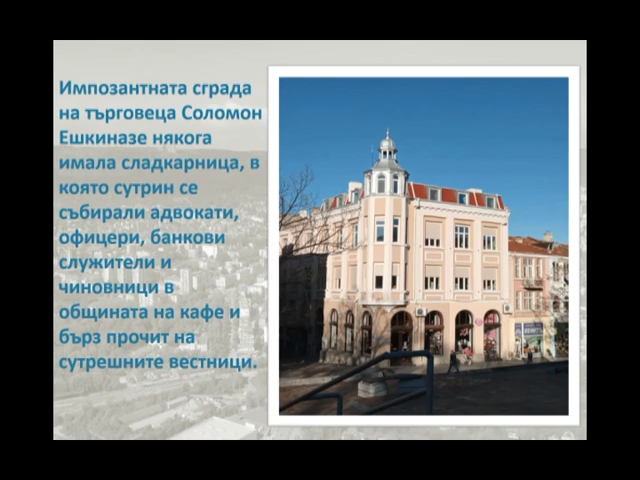 Импозантната сграда
на търговеца Соломон
Ешкиназе някога
имала сладкарница, в
която сутрин се
събирали адвокати,
офицери, банкови
служители и
чиновници в
общината на кафе и
бърз прочит на
сутрешните вестници.